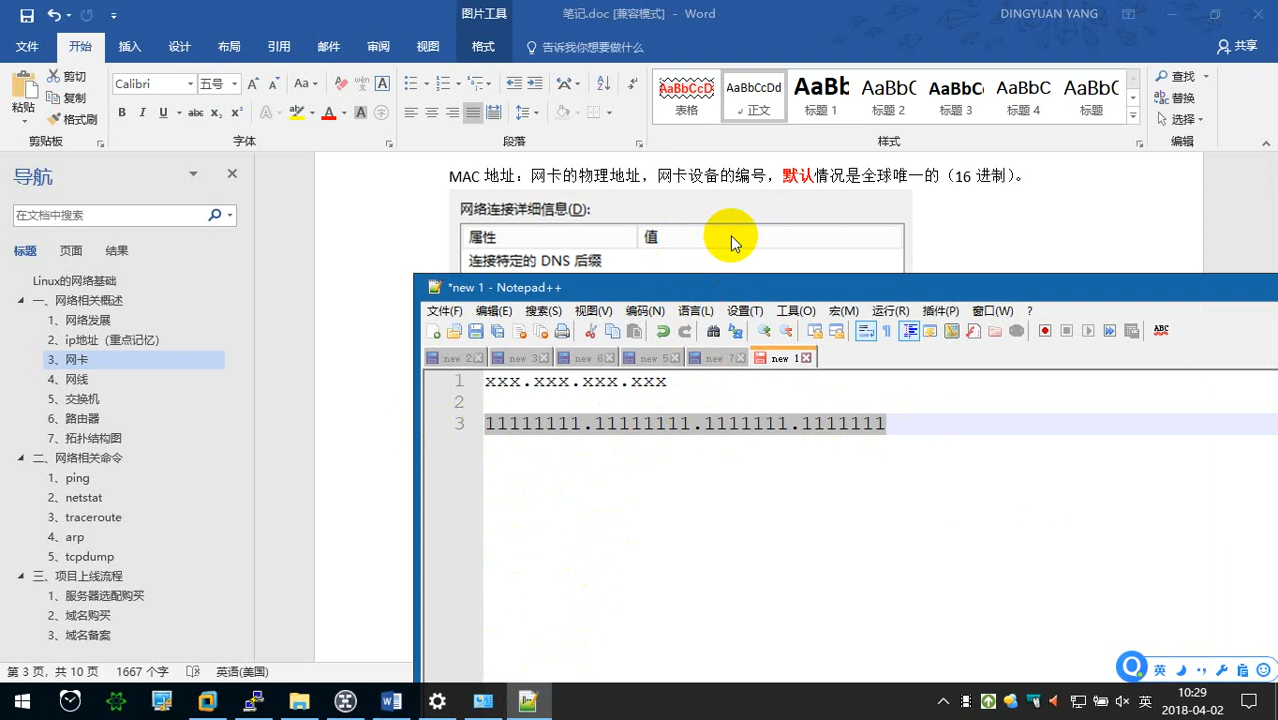 图片工具
笔记.doc [兼容模式] - Word
DINGYUAN YANG
文件 开始 插入 设计 布局 引用 邮件 审阅 视图 格式 告诉我你想要做什么 共享
粘贴 剪切 复制 格式刷
Calibri 五号
剪贴板 字体 段落 样式 编辑
AaBbCcD 表格
AaBbCcDd 正文
AaBb 标题 1
AaBb( 标题 2
AaBbC 标题 3
AaBbC 标题 4
AaBb( 标题
查找
替换
选择
导航
在文档中搜索
标题 页面 结果
Linux的网络基础
一、网络相关概述
1、网络发展
2、ip地址（重点记忆）
3、网卡
4、网线
5、交换机
6、路由器
7、拓扑结构图
二、网络相关命令
1、ping
2、netstat
3、traceroute
4、arp
5、tcpdump
三、项目上线流程
1、服务器选配购买
2、域名购买
3、域名备案
MAC 地址：网卡的物理地址，网卡设备的编号，默认情况是全球唯一的（16 进制）。
网络连接详细信息(D):
属性 值
连接特定的 DNS 后缀
*new 1 - Notepad++
文件(F) 编辑(E) 搜索(S) 视图(V) 编码(N) 语言(L) 设置(T) 工具(O) 宏(M) 运行(R) 插件(P) 窗口(W) ?
new 2 new 3 new 6 new 5 new 7 new 1
1 xxx.xxx.xxx.xxx
2
3 11111111.11111111.1111111.1111111
第 3 页，共 10 页 1667 个字 英语(美国)
英
英
10:29
2018-04-02